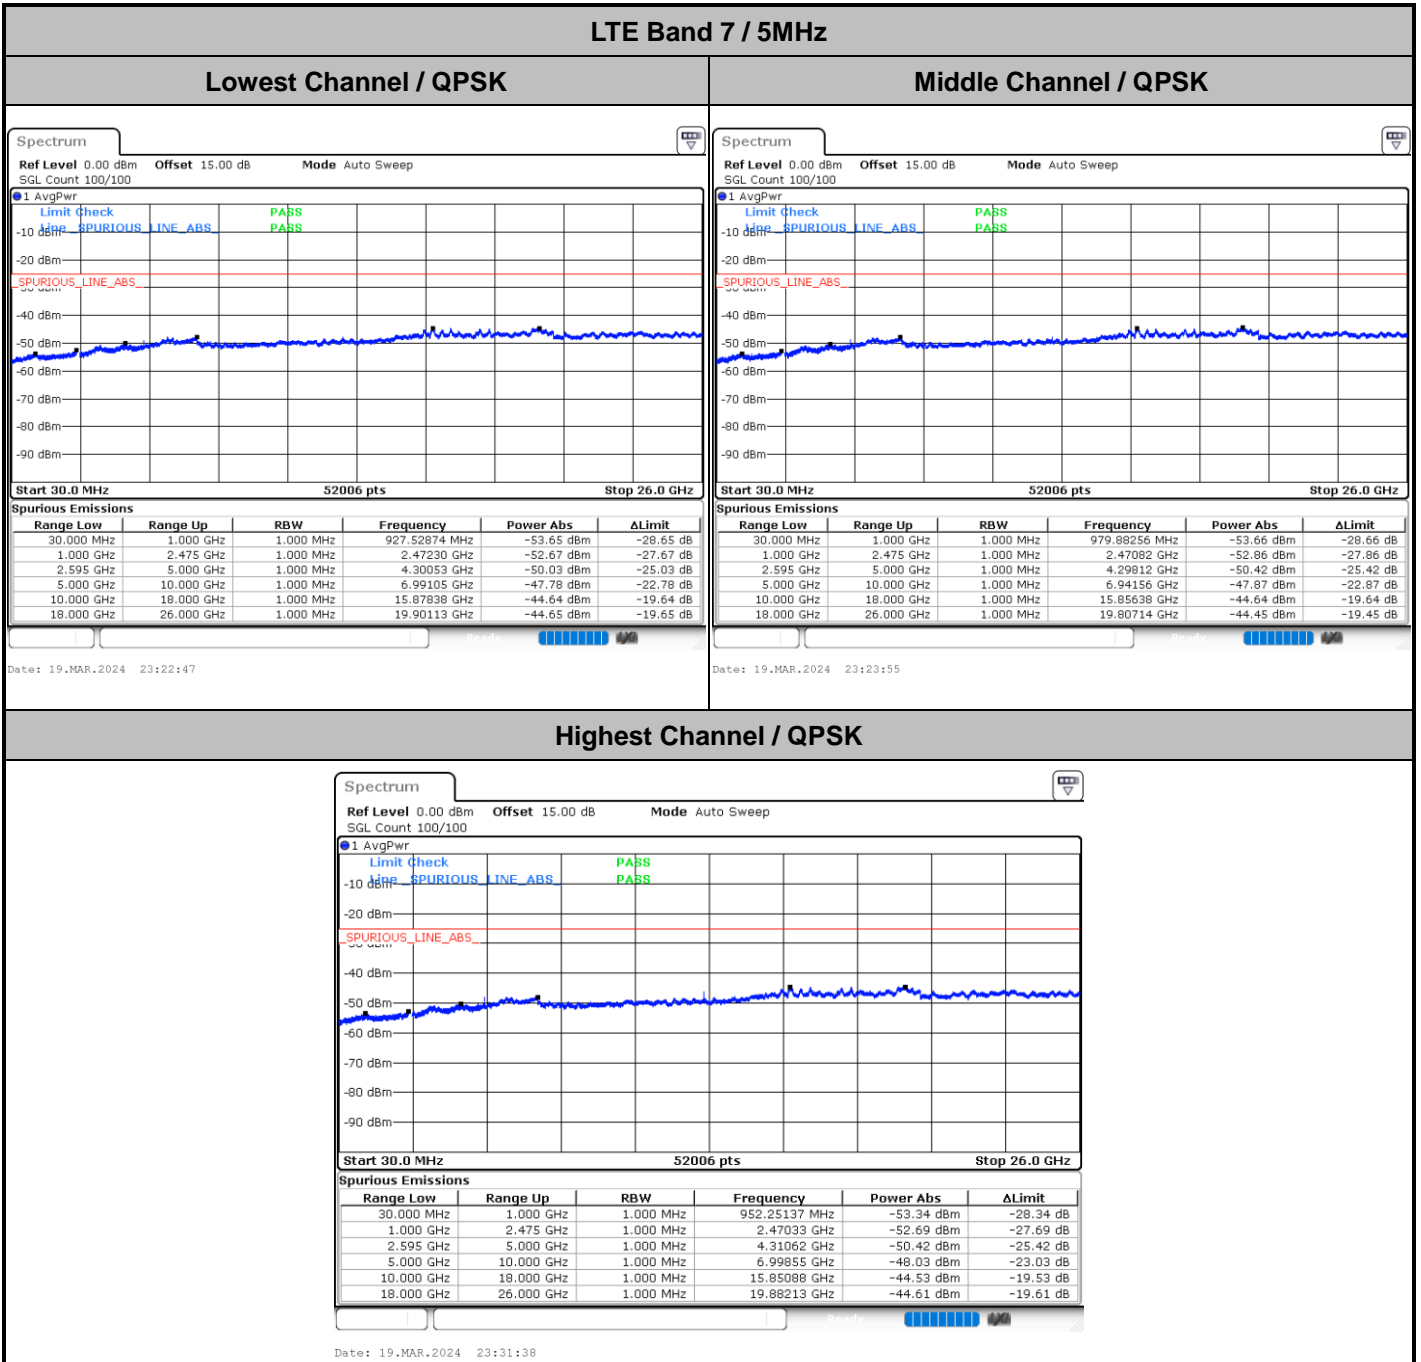 LTE Band 7 / 5MHz
Lowest Channel / QPSK
Middle Channel / QPSK
Spectrum
Ref Level 0.00 dBm Offset 15.00 dB Mode Auto Sweep
SGL Count 100/100
1 AvgPwr
Limit Check PASS
Line _SPURIOUS_LINE_ABS_ PASS
-10 dBm
-20 dBm
_SPURIOUS_LINE_ABS_
-30 dBm
-40 dBm
-50 dBm
-60 dBm
-70 dBm
-80 dBm
-90 dBm
Start 30.0 MHz 52006 pts Stop 26.0 GHz
Spurious Emissions
Range Low Range Up RBW Frequency Power Abs ΔLimit
30.000 MHz 1.000 GHz 1.000 MHz 927.52874 MHz -53.65 dBm -28.65 dB
1.000 GHz 2.475 GHz 1.000 MHz 2.47230 GHz -52.67 dBm -27.67 dB
2.595 GHz 5.000 GHz 1.000 MHz 4.30053 GHz -50.03 dBm -25.03 dB
5.000 GHz 10.000 GHz 1.000 MHz 6.99105 GHz -47.78 dBm -22.78 dB
10.000 GHz 18.000 GHz 1.000 MHz 15.87838 GHz -44.64 dBm -19.64 dB
18.000 GHz 26.000 GHz 1.000 MHz 19.90113 GHz -44.65 dBm -19.65 dB
Ready
Date: 19.MAR.2024 23:22:47
Spectrum
Ref Level 0.00 dBm Offset 15.00 dB Mode Auto Sweep
SGL Count 100/100
1 AvgPwr
Limit Check PASS
Line _SPURIOUS_LINE_ABS_ PASS
-10 dBm
-20 dBm
_SPURIOUS_LINE_ABS_
-30 dBm
-40 dBm
-50 dBm
-60 dBm
-70 dBm
-80 dBm
-90 dBm
Start 30.0 MHz 52006 pts Stop 26.0 GHz
Spurious Emissions
Range Low Range Up RBW Frequency Power Abs ΔLimit
30.000 MHz 1.000 GHz 1.000 MHz 979.88256 MHz -53.66 dBm -28.66 dB
1.000 GHz 2.475 GHz 1.000 MHz 2.47082 GHz -52.86 dBm -27.86 dB
2.595 GHz 5.000 GHz 1.000 MHz 4.29812 GHz -50.42 dBm -25.42 dB
5.000 GHz 10.000 GHz 1.000 MHz 6.94156 GHz -47.87 dBm -22.87 dB
10.000 GHz 18.000 GHz 1.000 MHz 15.85638 GHz -44.64 dBm -19.64 dB
18.000 GHz 26.000 GHz 1.000 MHz 19.80714 GHz -44.45 dBm -19.45 dB
Ready
Date: 19.MAR.2024 23:23:55
Highest Channel / QPSK
Spectrum
Ref Level 0.00 dBm Offset 15.00 dB Mode Auto Sweep
SGL Count 100/100
1 AvgPwr
Limit Check PASS
Line _SPURIOUS_LINE_ABS_ PASS
-10 dBm
-20 dBm
_SPURIOUS_LINE_ABS_
-30 dBm
-40 dBm
-50 dBm
-60 dBm
-70 dBm
-80 dBm
-90 dBm
Start 30.0 MHz 52006 pts Stop 26.0 GHz
Spurious Emissions
Range Low Range Up RBW Frequency Power Abs ΔLimit
30.000 MHz 1.000 GHz 1.000 MHz 952.25137 MHz -53.34 dBm -28.34 dB
1.000 GHz 2.475 GHz 1.000 MHz 2.47033 GHz -52.69 dBm -27.69 dB
2.595 GHz 5.000 GHz 1.000 MHz 4.31062 GHz -50.42 dBm -25.42 dB
5.000 GHz 10.000 GHz 1.000 MHz 6.99855 GHz -48.03 dBm -23.03 dB
10.000 GHz 18.000 GHz 1.000 MHz 15.85088 GHz -44.53 dBm -19.53 dB
18.000 GHz 26.000 GHz 1.000 MHz 19.88213 GHz -44.61 dBm -19.61 dB
Ready
Date: 19.MAR.2024 23:31:38